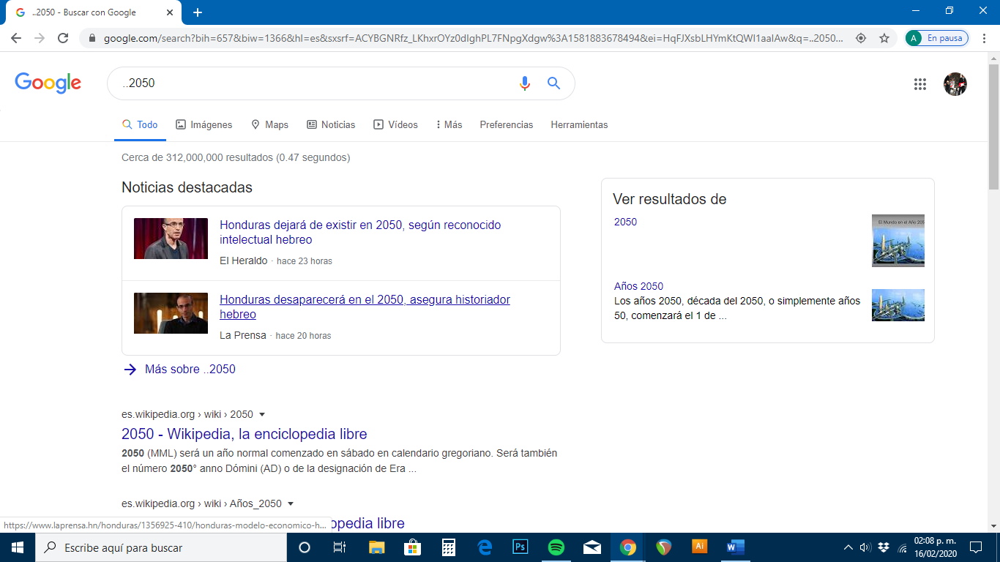 ..2050 - Buscar con Google
google.com/search?bih=657&biw=1366&hl=es&sxsrf=ACYBGNRfz_LKhxrOYz0dIghPL7FNpgXdgw%3A1581883678494&ei=HqFJXsbLHYmKtQWl1aalAw&q=..2050...
A En pausa
Google
..2050
Todo Imágenes Maps Noticias Vídeos Más Preferencias Herramientas
Cerca de 312,000,000 resultados (0.47 segundos)
Noticias destacadas
Honduras dejará de existir en 2050, según reconocido
intelectual hebreo
El Heraldo · hace 23 horas
Honduras desaparecerá en el 2050, asegura historiador
hebreo
La Prensa · hace 20 horas
Más sobre ..2050
Ver resultados de
2050
El Mundo en el Año 205
Años 2050
Los años 2050, década del 2050, o simplemente años
50, comenzará el 1 de ...
es.wikipedia.org › wiki › 2050
2050 - Wikipedia, la enciclopedia libre
2050 (MML) será un año normal comenzado en sábado en calendario gregoriano. Será también
el número 2050° anno Dómini (AD) o de la designación de Era ...
es.wikipedia.org › wiki › Años_2050
opedia libre
https://www.laprensa.hn/honduras/1356925-410/honduras-modelo-economico-h...
Escribe aquí para buscar
Ps
Ai
W
02:08 p. m.
16/02/2020